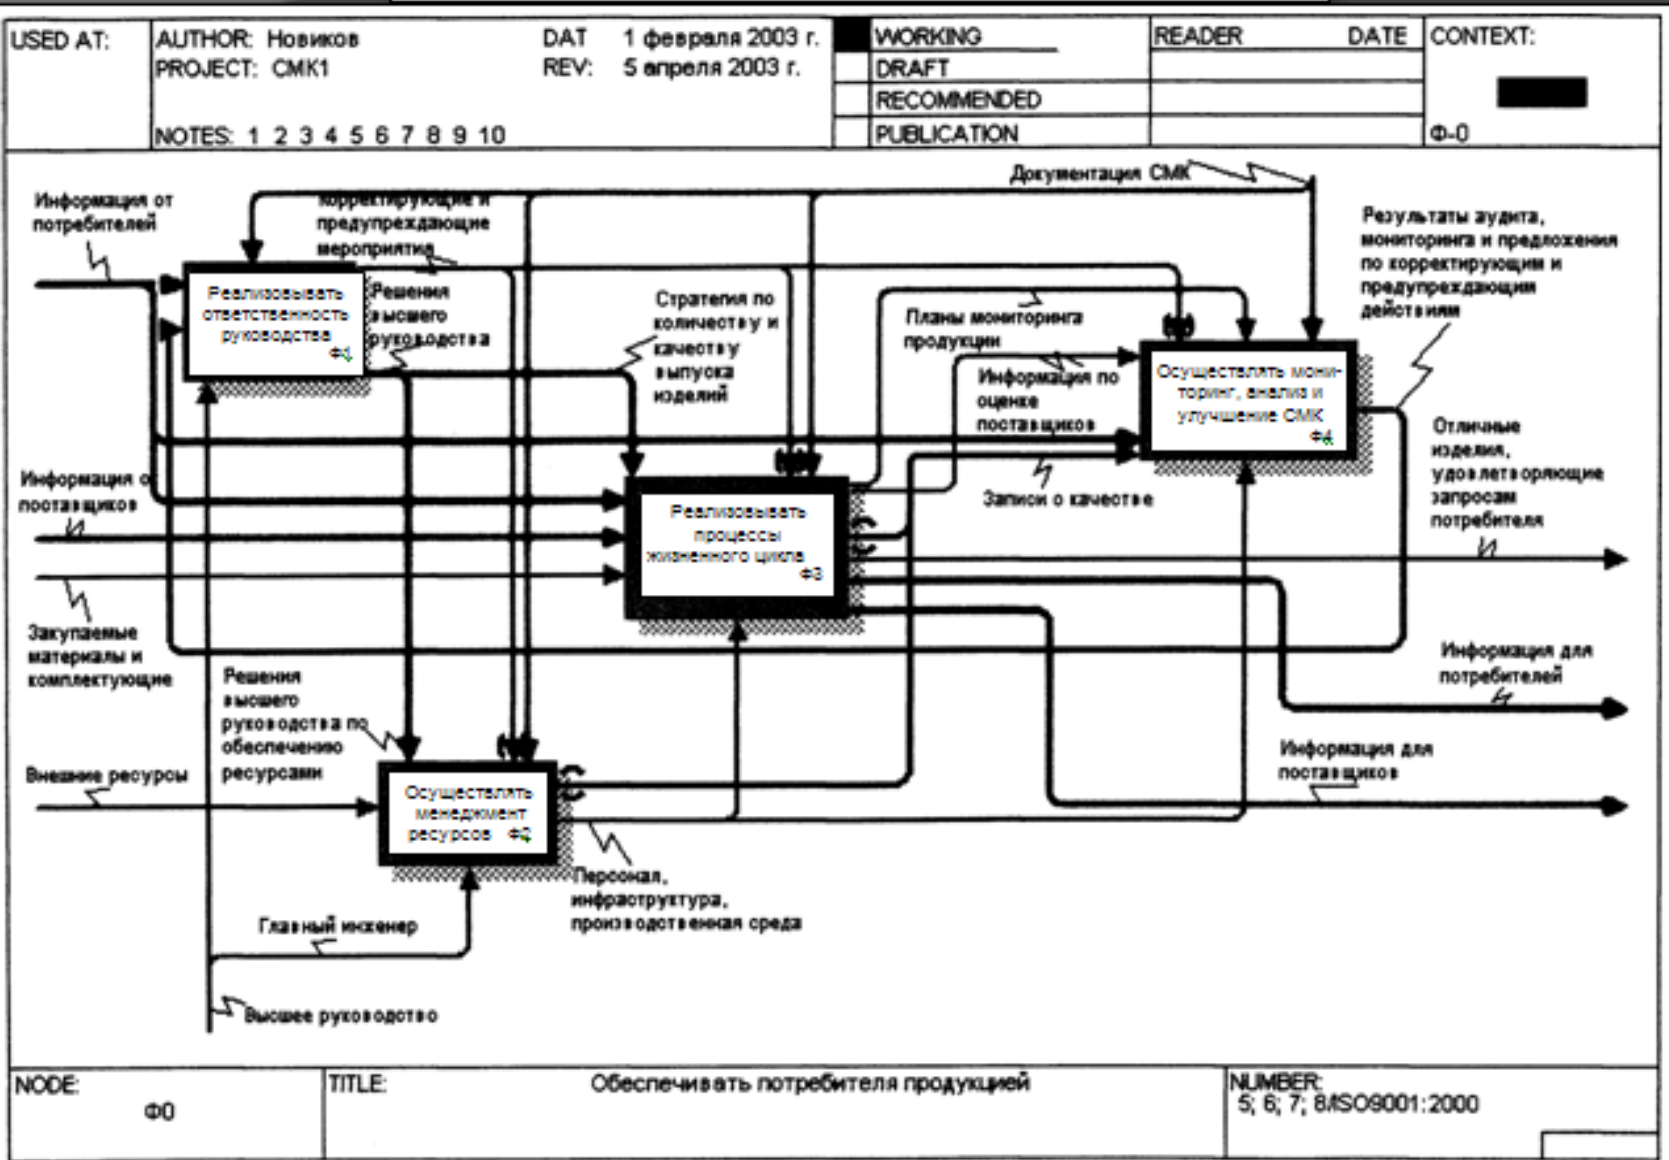 USED AT:
AUTHOR: Новиков
DAT 1 февраля 2003 г.
PROJECT: СМК1
REV: 5 апреля 2003 г.
NOTES: 1 2 3 4 5 6 7 8 9 10
WORKING
DRAFT
RECOMMENDED
PUBLICATION
READER DATE
CONTEXT:
Ф-0
Документация СМК
Информация от
потребителей
Корректирующие и
предупреждающие
мероприятия
Результаты аудита,
мониторинга и предложения
по корректирующим и
предупреждающим
действиям
Реализовывать
ответственность
руководства
Ф1
Решения
высшего
руководства
Стратегия по
количеству и
качеству
выпуска
изделий
Планы мониторинга
продукции
Информация по
оценке
поставщиков
Осуществлять мони-
торинг, анализ и
улучшение СМК
Ф4
Записи о качестве
Отличные
изделия,
удовлетворяющие
запросам
потребителя
Информация о
поставщиков
Реализовывать
процессы
жизненного цикла
Ф3
Закупаемые
материалы и
комплектующие
Решения
высшего
руководства по
обеспечению
ресурсами
Информация для
потребителей
Информация для
поставщиков
Внешние ресурсы
Осуществлять
менеджмент
ресурсов Ф2
Персонал,
инфраструктура,
производственная среда
Главный инженер
Высшее руководство
NODE:
Ф0
TITLE:
Обеспечивать потребителя продукцией
NUMBER:
5; 6; 7; 8/ISO9001:2000